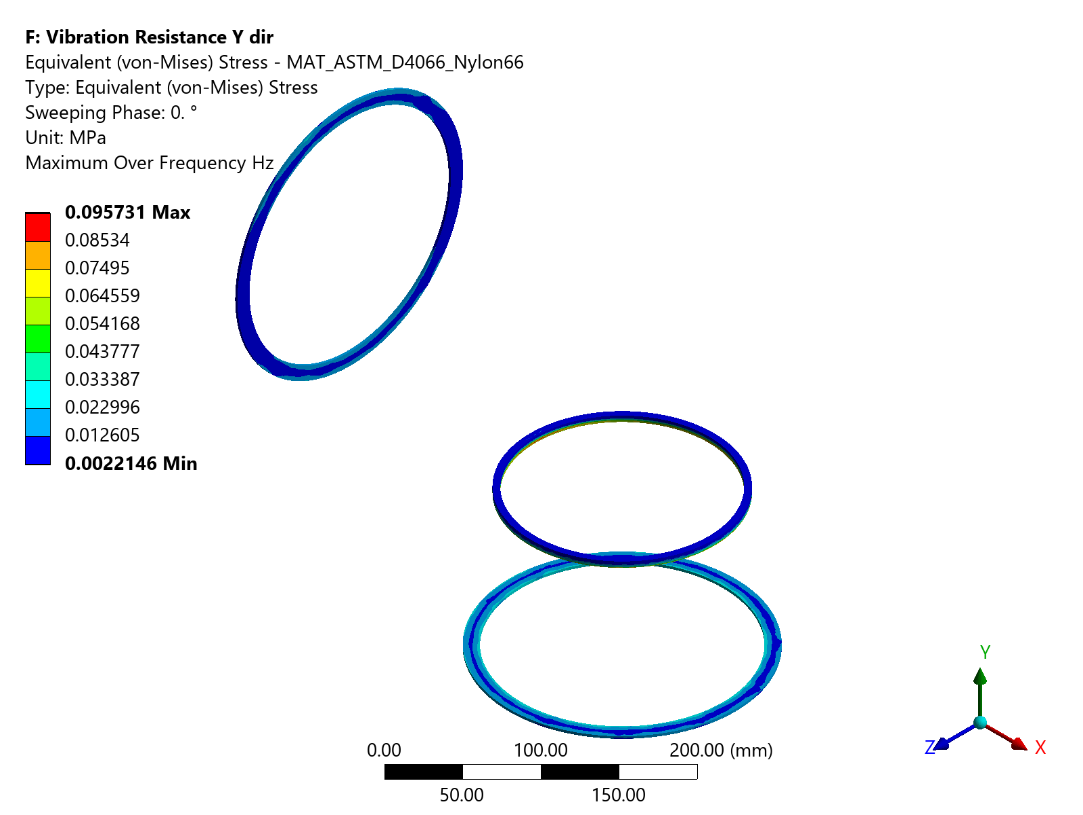 F: Vibration Resistance Y dir
Equivalent (von-Mises) Stress - MAT_ASTM_D4066_Nylon66
Type: Equivalent (von-Mises) Stress
Sweeping Phase: 0. °
Unit: MPa
Maximum Over Frequency Hz
0.095731 Max
0.08534
0.07495
0.064559
0.054168
0.043777
0.033387
0.022996
0.012605
0.0022146 Min
Y
Z
X
0.00 100.00 200.00 (mm)
50.00 150.00